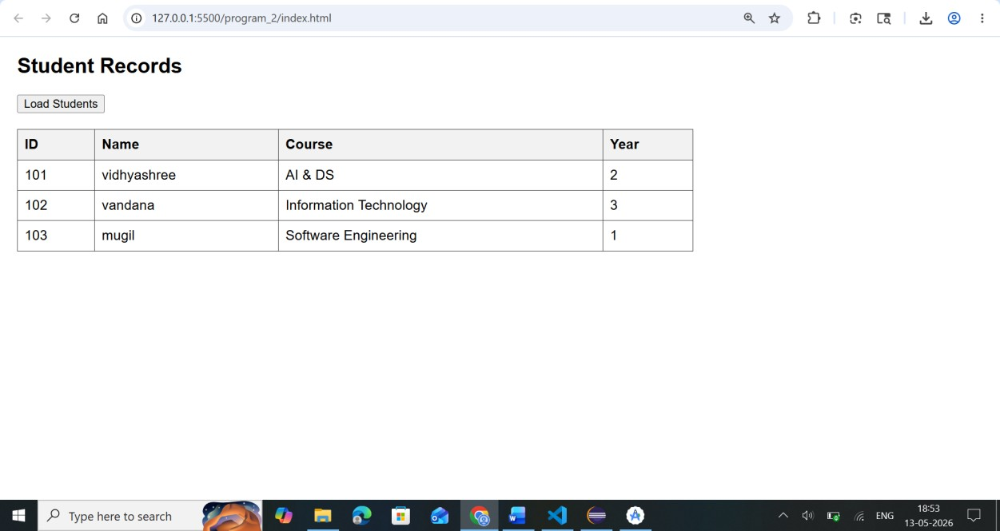 127.0.0.1:5500/program_2/index.html
Student Records
Load Students
ID Name Course Year
101 vidhyashree AI & DS 2
102 vandana Information Technology 3
103 mugil Software Engineering 1
Type here to search
ENG
18:53
13-05-2026